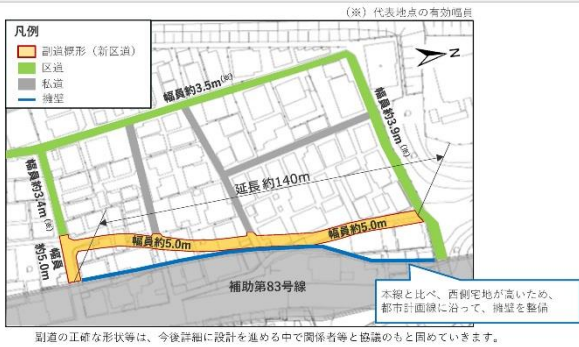 (※)代表地点の有効幅員
凡例
副道概形（新区道）
区道
私道
擁壁
N
幅員約3.5m(※)
幅員約3.9m(※)
幅員約3.4m(※)
延長 約140m
幅員約5.0m
幅員約5.0m
幅員
約5.0m
補助第83号線
本線と比べ、西側宅地が高いため、
都市計画線に沿って、擁壁を整備
副道の正確な形状等は、今後詳細に設計を進める中で関係者等と協議のもと固めていきます。